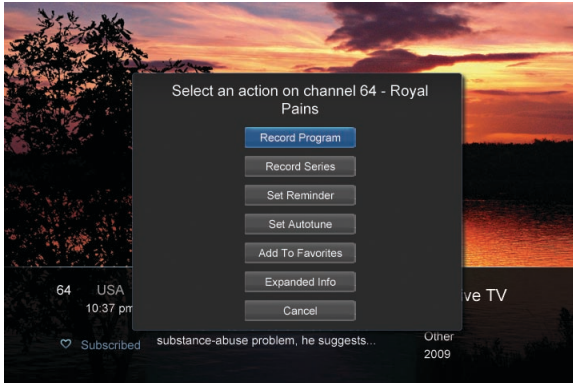 Select an action on channel 64 - Royal
Pains
Record Program
Record Series
Set Reminder
Set Autotune
Add To Favorites
Expanded Info
Cancel
64 USA
ve TV
10:37 pm
substance-abuse problem, he suggests...
Other
Subscribed
2009